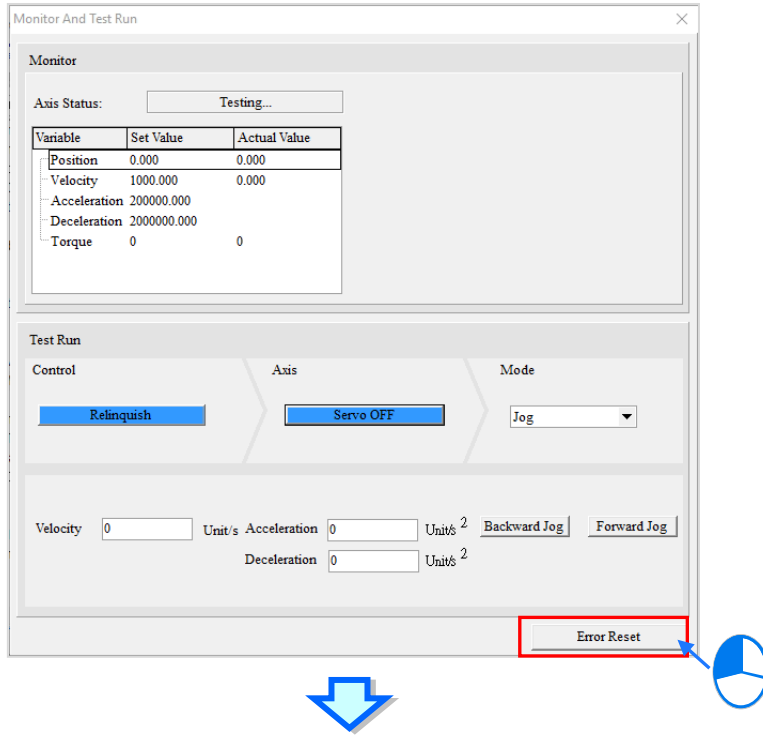 Monitor And Test Run
Monitor
Axis Status: Testing...
Variable Set Value Actual Value
Position 0.000 0.000
Velocity 1000.000 0.000
Acceleration 200000.000
Deceleration 2000000.000
Torque 0 0
Test Run
Control Axis Mode
Relinquish Servo OFF Jog
Velocity 0 Unit/s Acceleration 0 Unit/s 2 Backward Jog Forward Jog
Deceleration 0 Unit/s 2
Error Reset